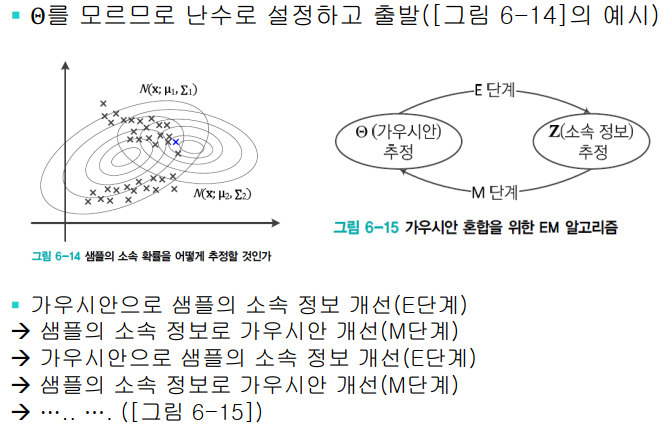 ▪ Θ를 모르므로 난수로 설정하고 출발([그림 6-14]의 예시)
N(x; μ₁, Σ₁)
N(x; μ₂, Σ₂)
그림 6-14 샘플의 소속 확률을 어떻게 추정할 것인가
E 단계
Θ (가우시안)
추정
Z(소속 정보)
추정
M 단계
그림 6-15 가우시안 혼합을 위한 EM 알고리즘
▪ 가우시안으로 샘플의 소속 정보 개선(E단계)
→ 샘플의 소속 정보로 가우시안 개선(M단계)
→ 가우시안으로 샘플의 소속 정보 개선(E단계)
→ 샘플의 소속 정보로 가우시안 개선(M단계)
→ ….. …. ([그림 6-15])